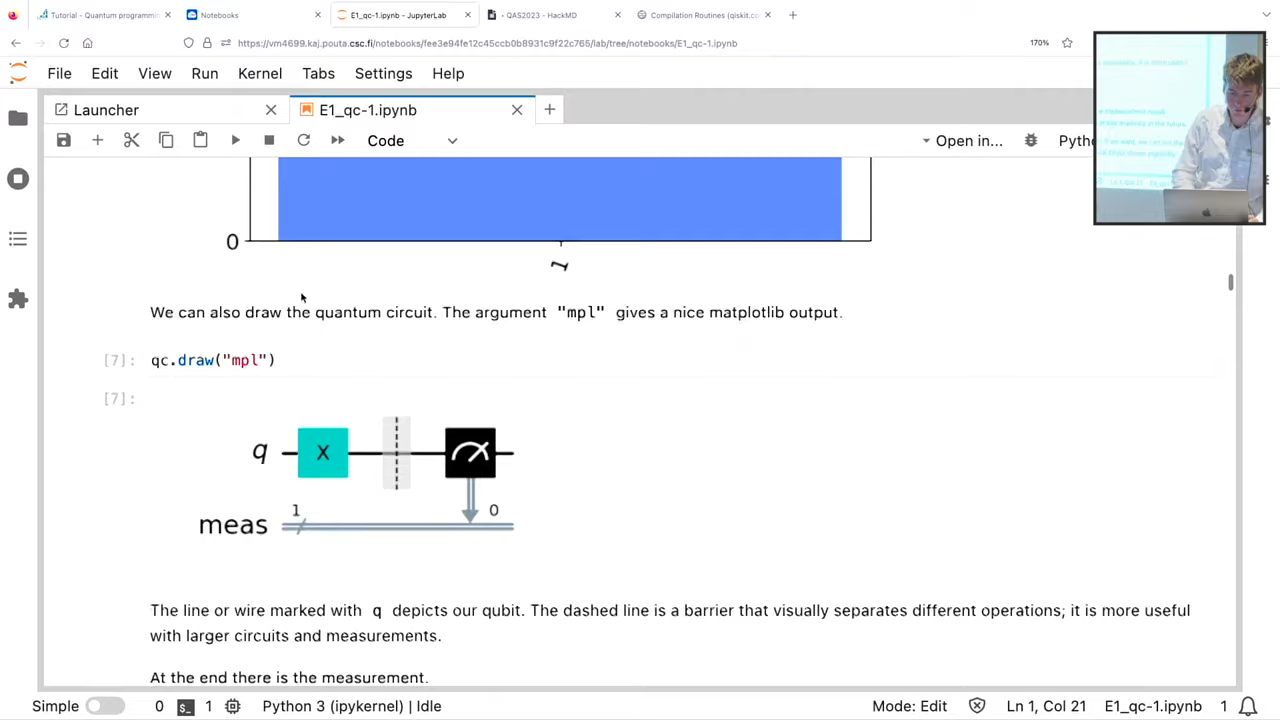 Tutorial - Quantum programmi
Notebooks
E1_qc-1.ipynb - JupyterLab
- QAS2023 - HackMD
Compilation Routines (qiskit.c
https://vm4699.kaj.pouta.csc.fi/notebooks/fee3e94fe12c45ccb0b8931c9f22c765/lab/tree/notebooks/E1_qc-1.ipynb
170%
File Edit View Run Kernel Tabs Settings Help
Launcher
E1_qc-1.ipynb
Code
Open in...
Pytho
0
1
We can also draw the quantum circuit. The argument "mpl" gives a nice matplotlib output.
[7]: qc.draw("mpl")
[7]:
q X
1 0
meas
The line or wire marked with q depicts our qubit. The dashed line is a barrier that visually separates different operations; it is more useful
with larger circuits and measurements.
At the end there is the measurement.
Simple 0 1 Python 3 (ipykernel) | Idle Mode: Edit Ln 1, Col 21 E1_qc-1.ipynb 1